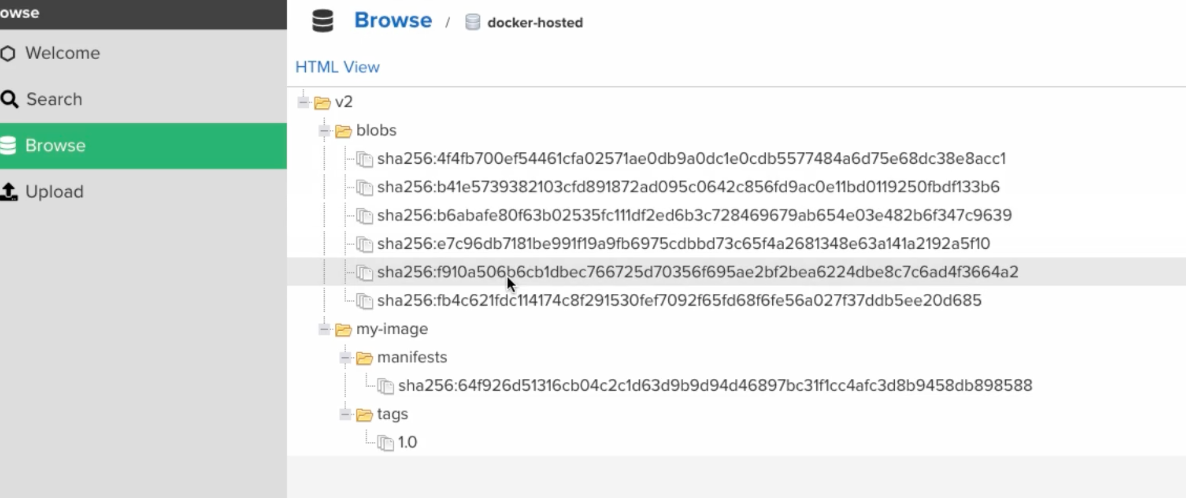 owse
Browse / docker-hosted
Welcome
HTML View
Search
Browse
Upload
v2
blobs
sha256:4f4fb700ef54461cfa02571ae0db9a0dc1e0cdb5577484a6d75e68dc38e8acc1
sha256:b41e5739382103cfd891872ad095c0642c856fd9ac0e11bd0119250fbdf133b6
sha256:b6abafe80f63b02535fc111df2ed6b3c728469679ab654e03e482b6f347c9639
sha256:e7c96db7181be991f19a9fb6975cdbbd73c65f4a2681348e63a141a2192a5f10
sha256:f910a506b6cb1dbec766725d70356f695ae2bf2bea6224dbe8c7c6ad4f3664a2
sha256:fb4c621fdc114174c8f291530fef7092f65fd68f6fe56a027f37ddb5ee20d685
my-image
manifests
sha256:64f926d51316cb04c2c1d63d9b9d94d46897bc31f1cc4afc3d8b9458db898588
tags
1.0